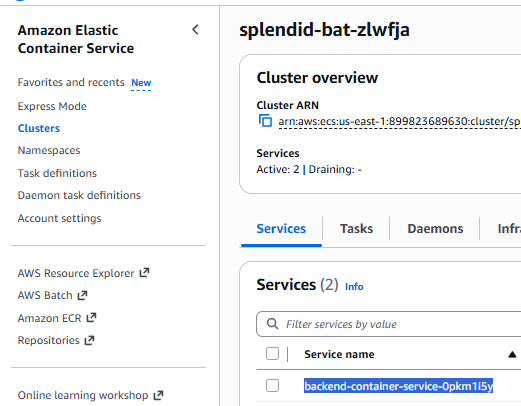 Amazon Elastic
Container Service
Favorites and recents New
Express Mode
Clusters
Namespaces
Task definitions
Daemon task definitions
Account settings
AWS Resource Explorer
AWS Batch
Amazon ECR
Repositories
Online learning workshop
splendid-bat-zlwfja
Cluster overview
Cluster ARN
arn:aws:ecs:us-east-1:899823689630:cluster/sp
Services
Active: 2 | Draining: -
Services Tasks Daemons Infra
Services (2) Info
Filter services by value
Service name
backend-container-service-0pkm1i5y